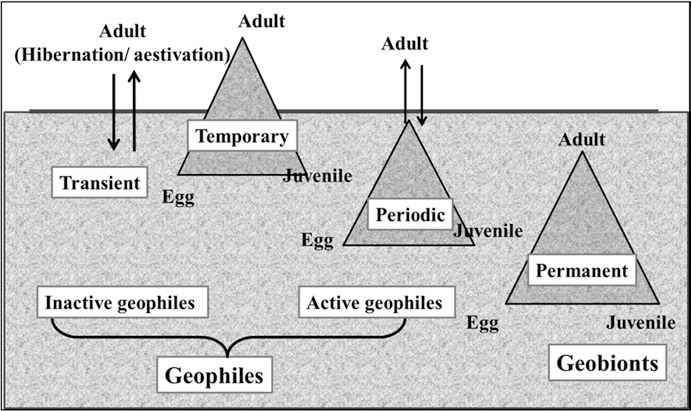 Adult
(Hibernation/ aestivation)
Adult
Adult
Temporary
Transient
Egg
Juvenile
Periodic
Egg
Juvenile
Adult
Permanent
Egg
Juvenile
Inactive geophiles
Active geophiles
Geophiles
Geobionts